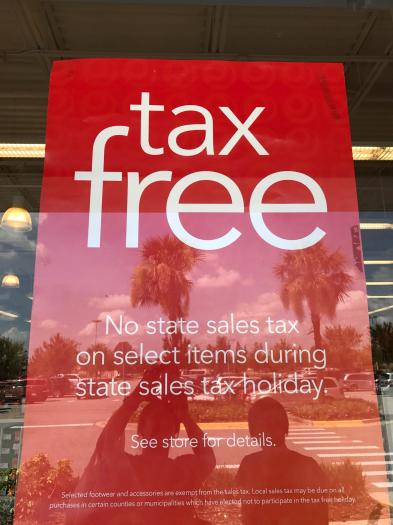 tax
free
No state sales tax
on select items during
state sales tax holiday.
See store for details.
Selected footwear and accessories are exempt from the sales tax. Local sales tax may be due on all
purchases in certain counties or municipalities which have elected not to participate in the tax free holiday.